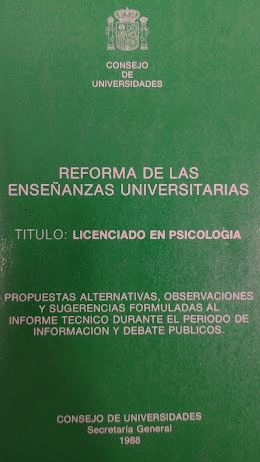 CONSEJO
DE
UNIVERSIDADES
REFORMA DE LAS
ENSEÑANZAS UNIVERSITARIAS
TITULO: LICENCIADO EN PSICOLOGIA
PROPUESTAS ALTERNATIVAS, OBSERVACIONES
Y SUGERENCIAS FORMULADAS AL
INFORME TECNICO DURANTE EL PERIODO DE
INFORMACION Y DEBATE PUBLICOS.
CONSEJO DE UNIVERSIDADES
Secretaría General
1988